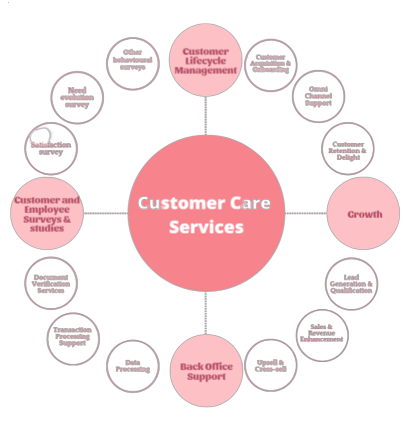 Other
behavioural
surveys
Customer
Lifecycle
Management
Customer
Acquisition &
Onboarding
Need
evolution
survey
Omni
Channel
Support
Satisfaction
survey
Customer
Retention &
Delight
Customer and
Employee
Surveys &
studies
Customer Care
Services
Growth
Document
Verification
Services
Lead
Generation &
Qualification
Transaction
Processing
Support
Sales &
Revenue
Enhancement
Data
Processing
Back Office
Support
Upsell &
Cross-sell